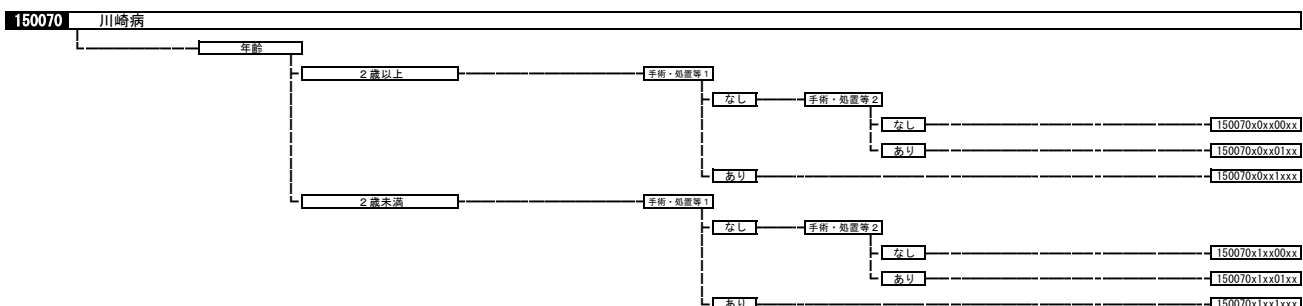 150070 川崎病
年齢
2歳以上 手術・処置等1
なし 手術・処置等2
なし 150070x0xx00xx
あり 150070x0xx01xx
あり 150070x0xx1xxx
2歳未満 手術・処置等1
なし 手術・処置等2
なし 150070x1xx00xx
あり 150070x1xx01xx
あり 150070x1xx1xxx